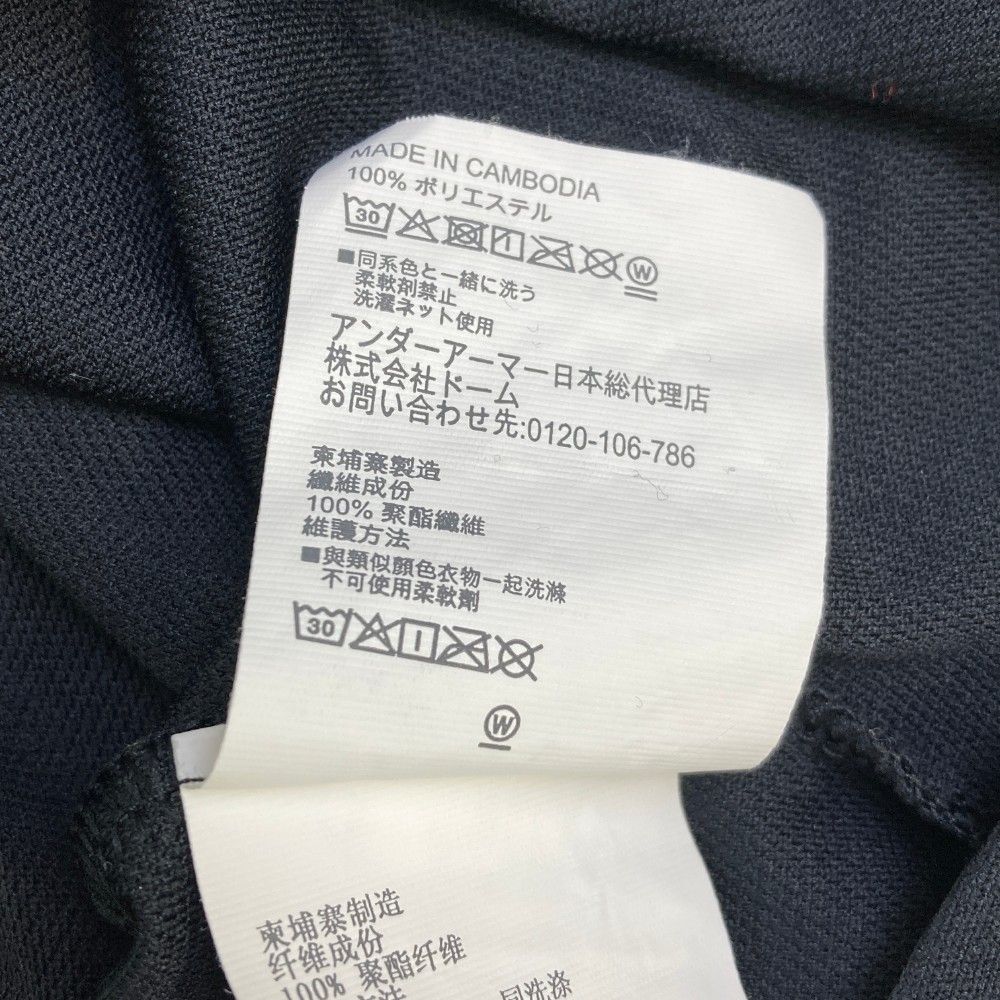 MADE IN CAMBODIA
100% ポリエステル
30 W
■同系色と一緒に洗う
柔軟剤禁止
洗濯ネット使用
アンダーアーマー日本総代理店
株式会社ドーム
お問い合わせ先:0120-106-786
柬埔寨製造
纖維成份
100% 聚酯纖維
維護方法
■與類似顏色衣物一起洗滌
不可使用柔軟劑
30
W
柬埔寨制造
纤维成份
100% 聚酯纤维
同洗涤